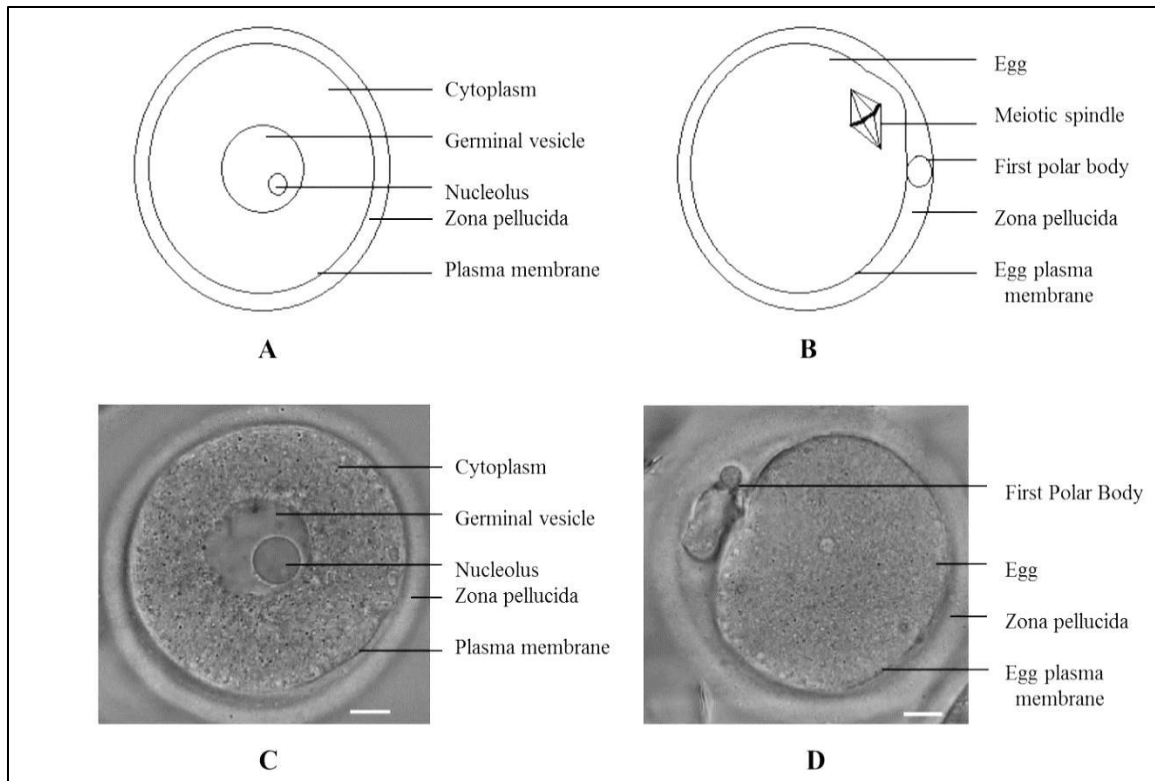 Cytoplasm
Germinal vesicle
Nucleolus
Zona pellucida
Plasma membrane
A
Egg
Meiotic spindle
First polar body
Zona pellucida
Egg plasma
membrane
B
Cytoplasm
Germinal vesicle
Nucleolus
Zona pellucida
Plasma membrane
C
First Polar Body
Egg
Zona pellucida
Egg plasma
membrane
D